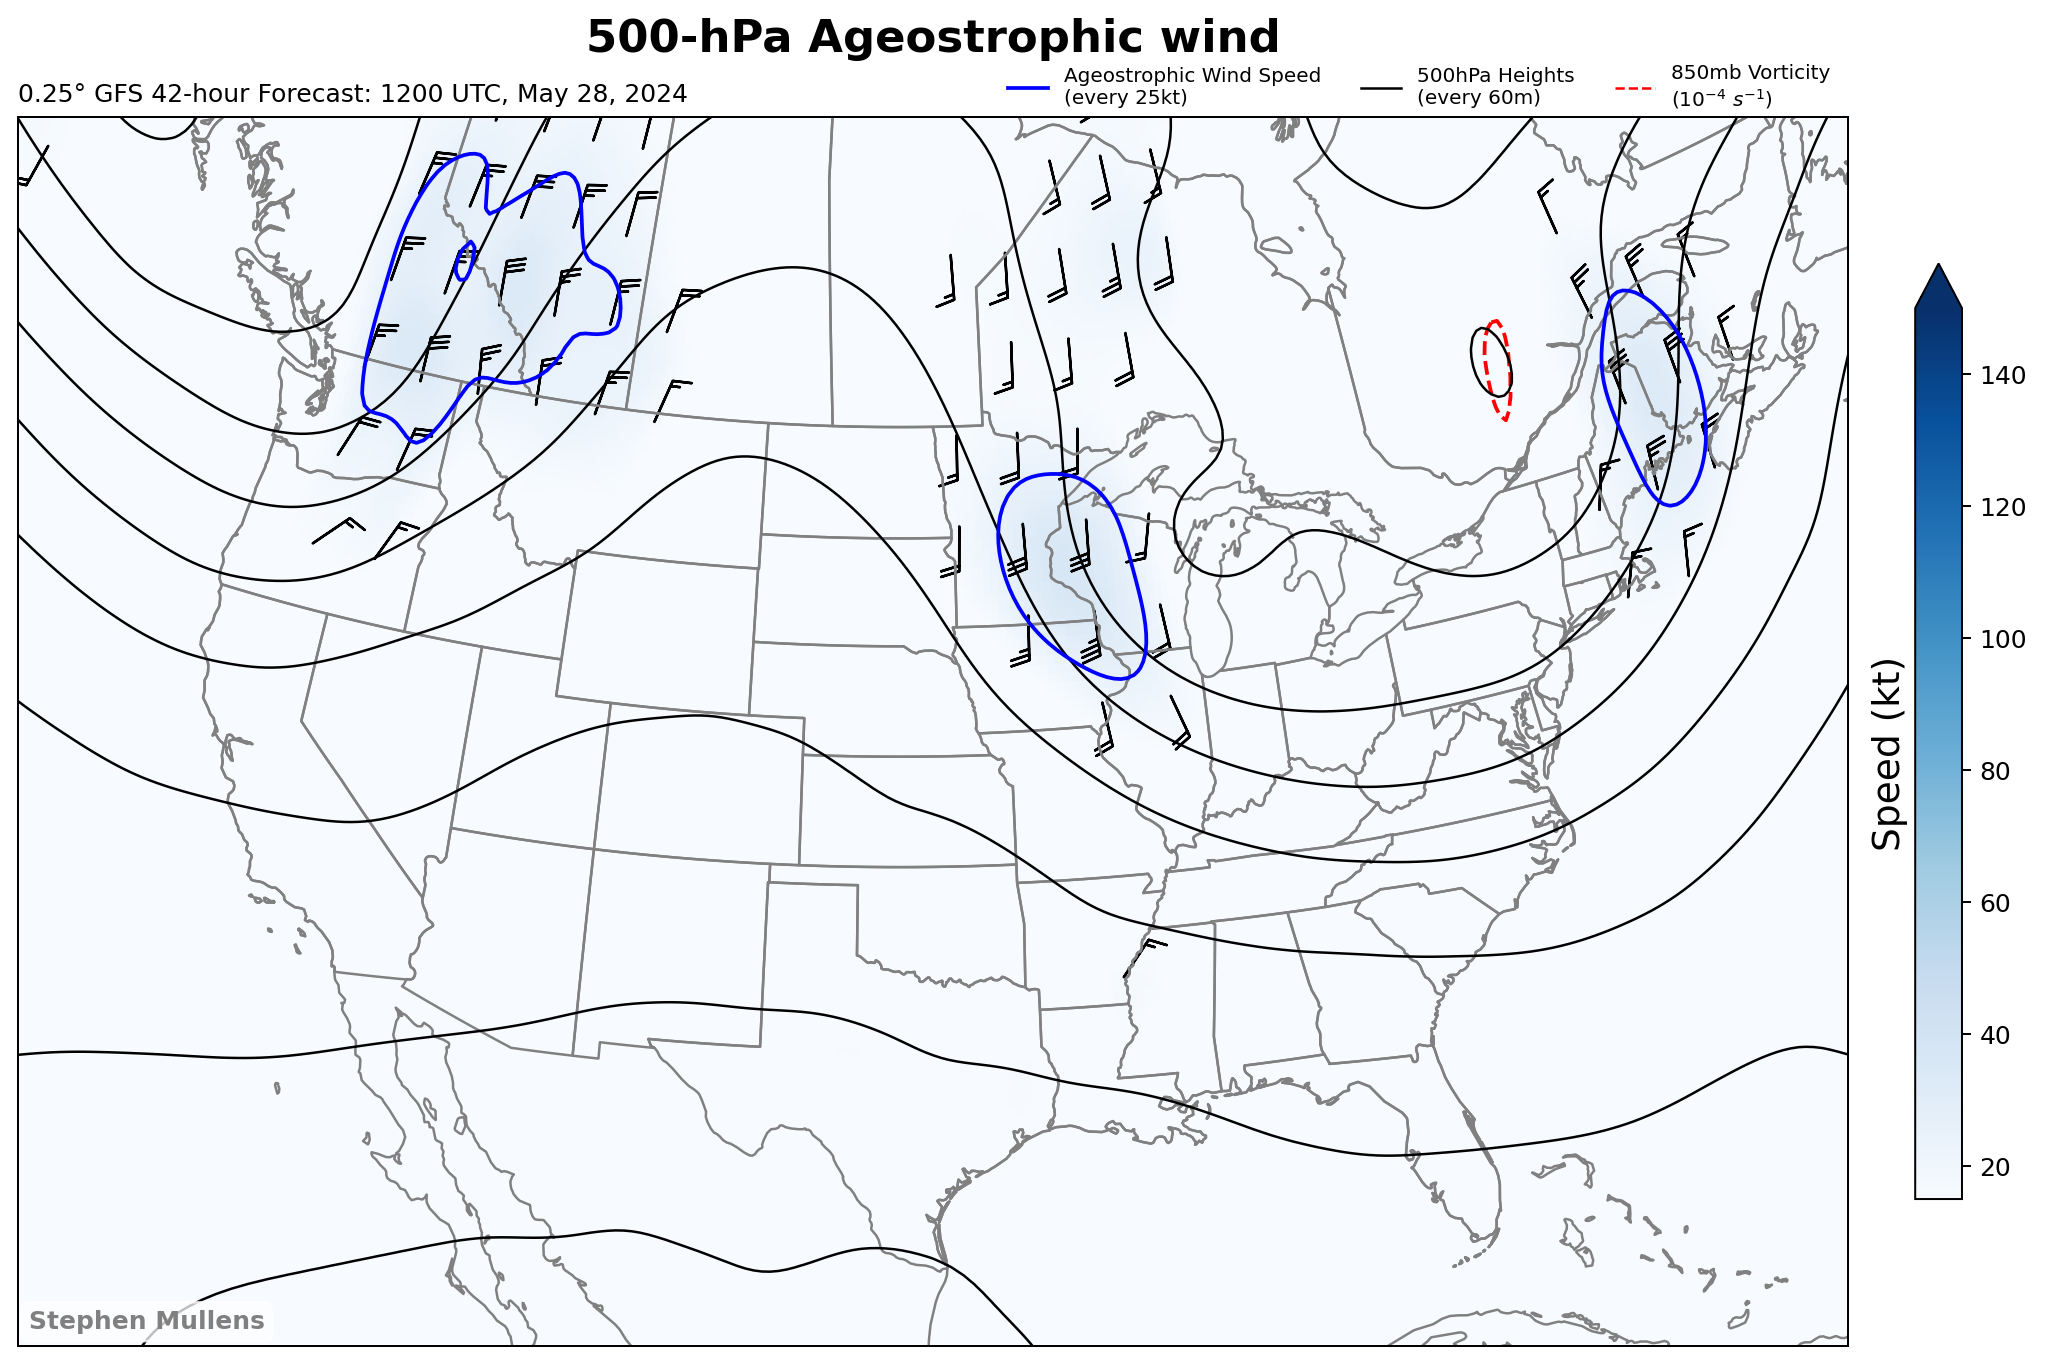 500-hPa Ageostrophic wind
0.25° GFS 42-hour Forecast: 1200 UTC, May 28, 2024
Ageostrophic Wind Speed
(every 25kt)
500hPa Heights
(every 60m)
850mb Vorticity
(10⁻⁴ s⁻¹)
140
120
100
80
60
40
20
Speed (kt)
Stephen Mullens